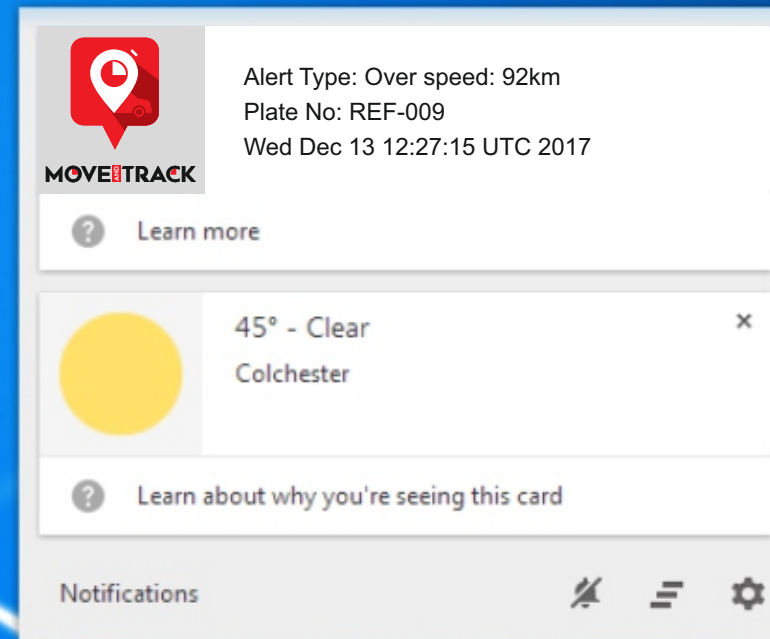 MOVE AND TRACK
Alert Type: Over speed: 92km
Plate No: REF-009
Wed Dec 13 12:27:15 UTC 2017
? Learn more
45° - Clear
Colchester
? Learn about why you're seeing this card
Notifications